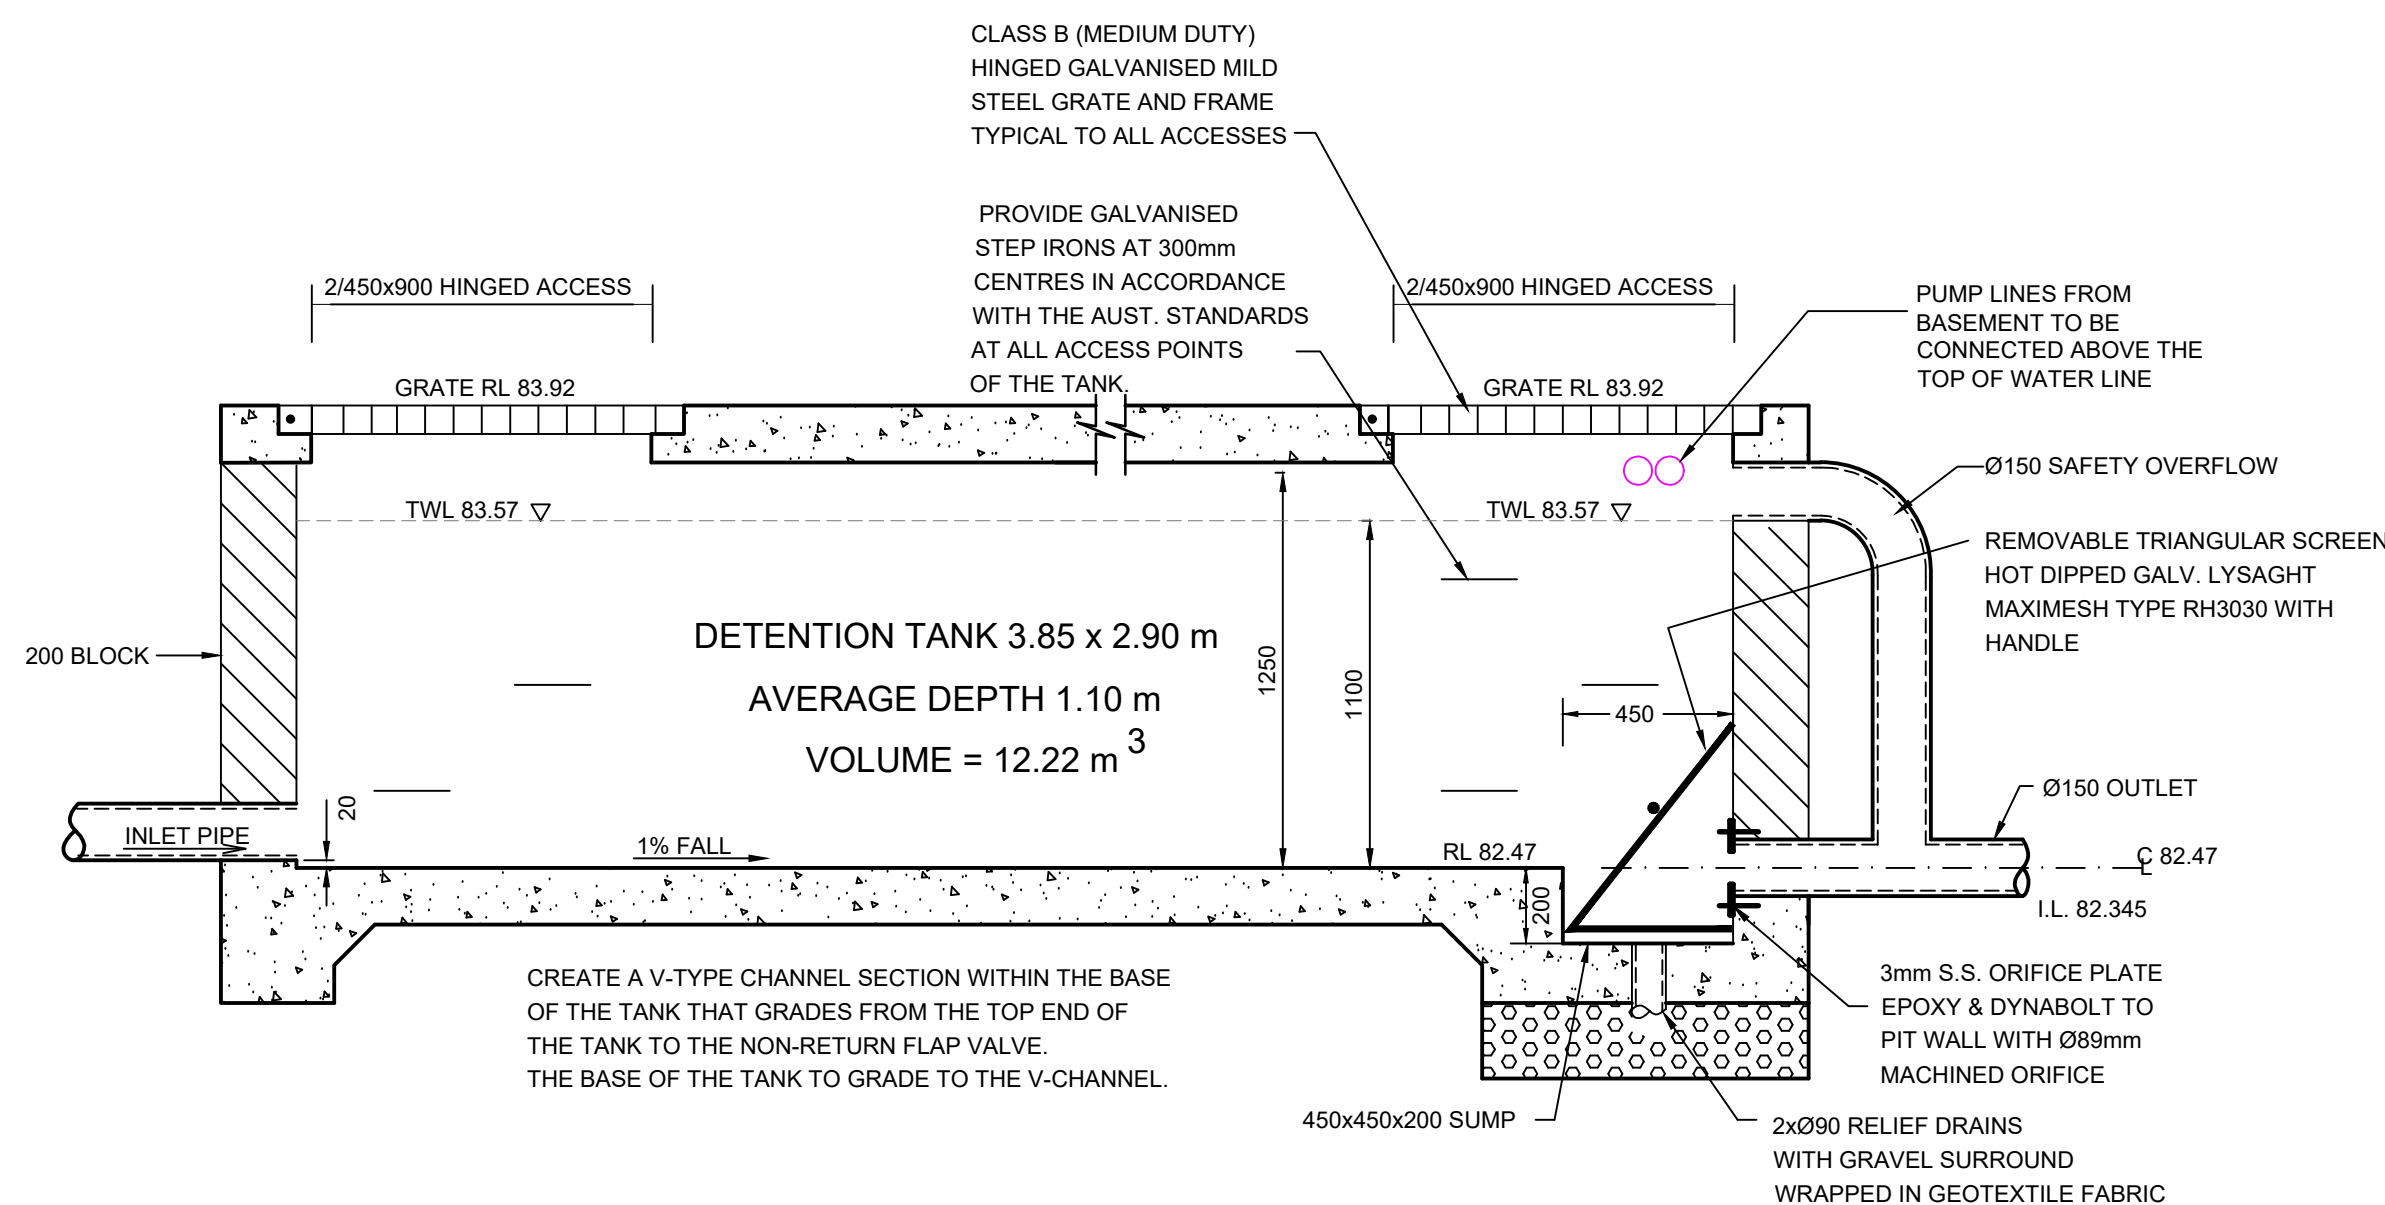 CLASS B (MEDIUM DUTY)
HINGED GALVANISED MILD
STEEL GRATE AND FRAME
TYPICAL TO ALL ACCESSES
PROVIDE GALVANISED
STEP IRONS AT 300mm
CENTRES IN ACCORDANCE
WITH THE AUST. STANDARDS
AT ALL ACCESS POINTS
OF THE TANK.
2/450x900 HINGED ACCESS
2/450x900 HINGED ACCESS
PUMP LINES FROM
BASEMENT TO BE
CONNECTED ABOVE THE
TOP OF WATER LINE
GRATE RL 83.92
GRATE RL 83.92
Ø150 SAFETY OVERFLOW
TWL 83.57
TWL 83.57
REMOVABLE TRIANGULAR SCREEN
HOT DIPPED GALV. LYSAGHT
MAXIMESH TYPE RH3030 WITH
HANDLE
200 BLOCK
DETENTION TANK 3.85 x 2.90 m
AVERAGE DEPTH 1.10 m
VOLUME = 12.22 m 3
1250
1100
450
Ø150 OUTLET
20
INLET PIPE
1% FALL
RL 82.47
CL 82.47
200
I.L. 82.345
CREATE A V-TYPE CHANNEL SECTION WITHIN THE BASE
OF THE TANK THAT GRADES FROM THE TOP END OF
THE TANK TO THE NON-RETURN FLAP VALVE.
THE BASE OF THE TANK TO GRADE TO THE V-CHANNEL.
3mm S.S. ORIFICE PLATE
EPOXY & DYNABOLT TO
PIT WALL WITH Ø89mm
MACHINED ORIFICE
450x450x200 SUMP
2xØ90 RELIEF DRAINS
WITH GRAVEL SURROUND
WRAPPED IN GEOTEXTILE FABRIC